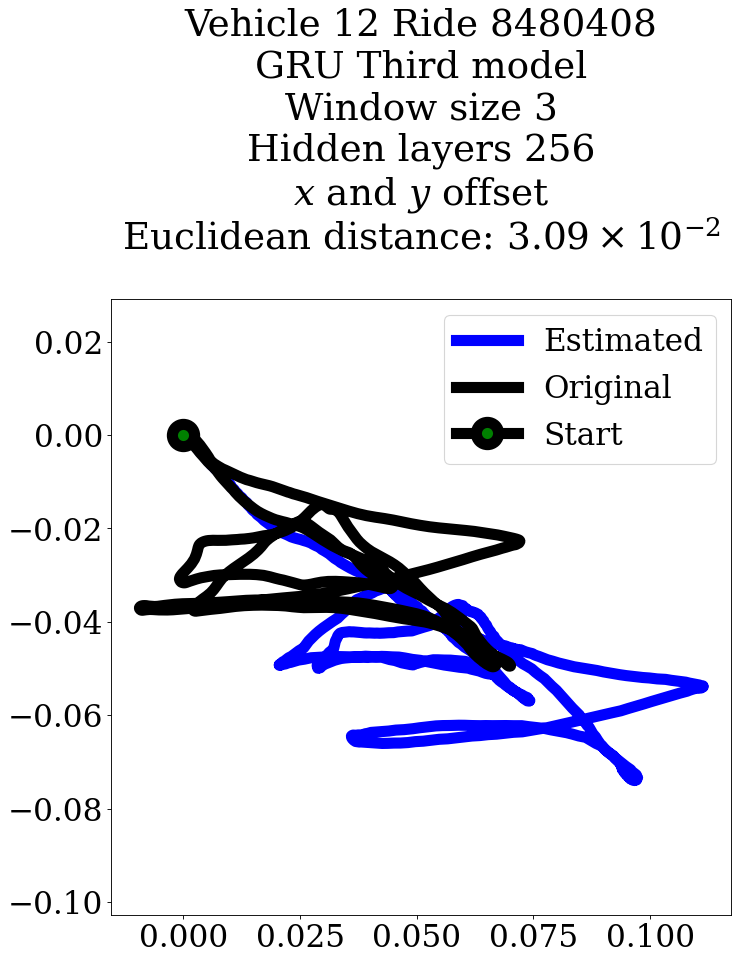 Vehicle 12 Ride 8480408
GRU Third model
Window size 3
Hidden layers 256
x and y offset
Euclidean distance: 3.09 × 10⁻²
Estimated
Original
Start
0.02
0.00
−0.02
−0.04
−0.06
−0.08
−0.10
0.000 0.025 0.050 0.075 0.100